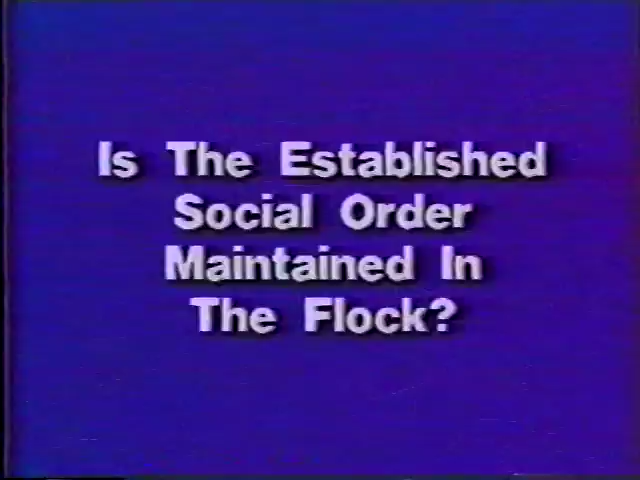 Is The Established
Social Order
Maintained In
The Flock?